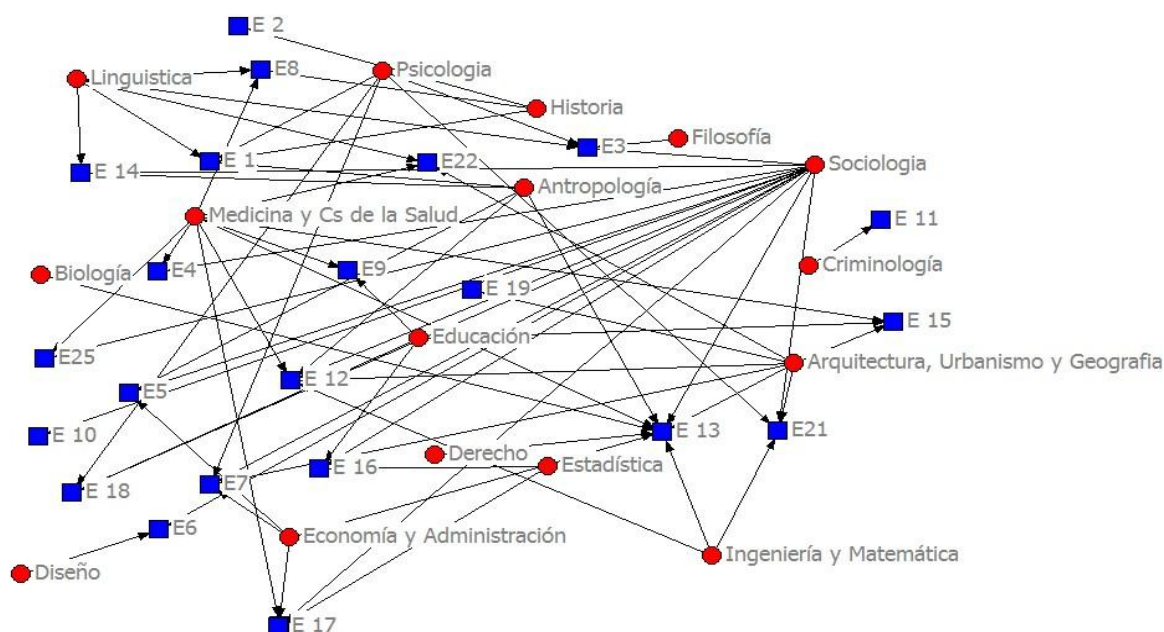 E 2
E8
Linguistica
Psicologia
Historia
Filosofía
E3
E 1
E22
Sociologia
E 14
Antropología
Medicina y Cs de la Salud
E 11
Biología
E4
E9
Criminología
E 19
E 15
Educación
E25
Arquitectura, Urbanismo y Geografia
E5
E 12
E 10
E 13
E21
Derecho
Estadística
E 16
E 18
E7
E6
Economía y Administración
Ingeniería y Matemática
Diseño
E 17